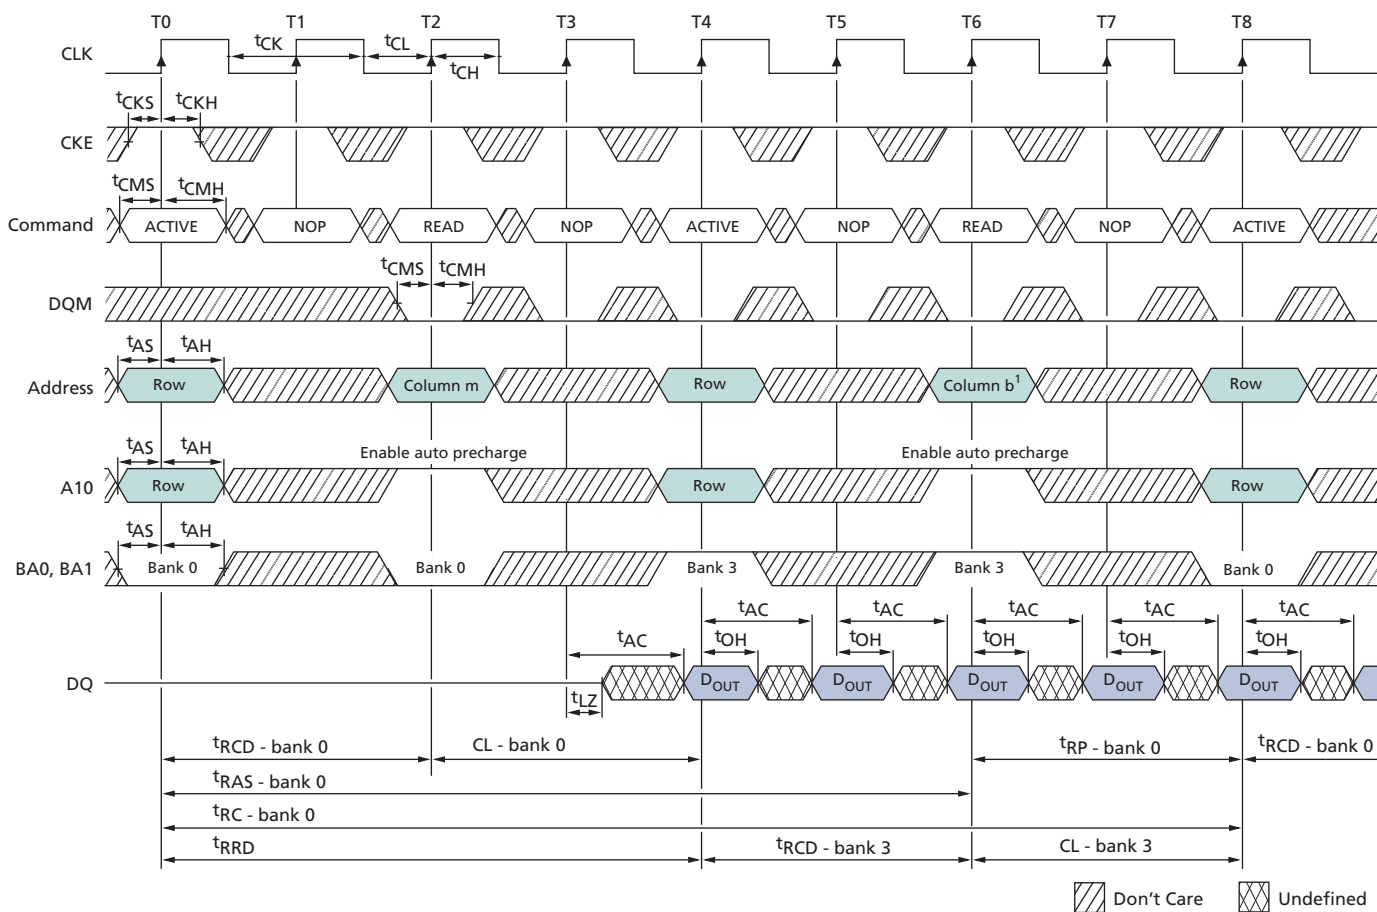 T0 T1 T2 T3 T4 T5 T6 T7 T8
CLK tCK tCL tCH
tCKS tCKH
CKE
tCMS tCMH
Command ACTIVE NOP READ NOP ACTIVE NOP READ NOP ACTIVE
tCMS tCMH
DQM
tAS tAH
Address Row Column m Row Column b1 Row
tAS tAH Enable auto precharge Enable auto precharge
A10 Row Row Row
tAS tAH
BA0, BA1 Bank 0 Bank 0 Bank 3 Bank 3 Bank 0
tAC tAC tAC tAC tAC tAC
tOH tOH tOH tOH tOH
DQ DOUT DOUT DOUT DOUT DOUT
tLZ
tRCD - bank 0 CL - bank 0 tRP - bank 0 tRCD - bank 0
tRAS - bank 0
tRC - bank 0
tRRD tRCD - bank 3 CL - bank 3
Don't Care Undefined